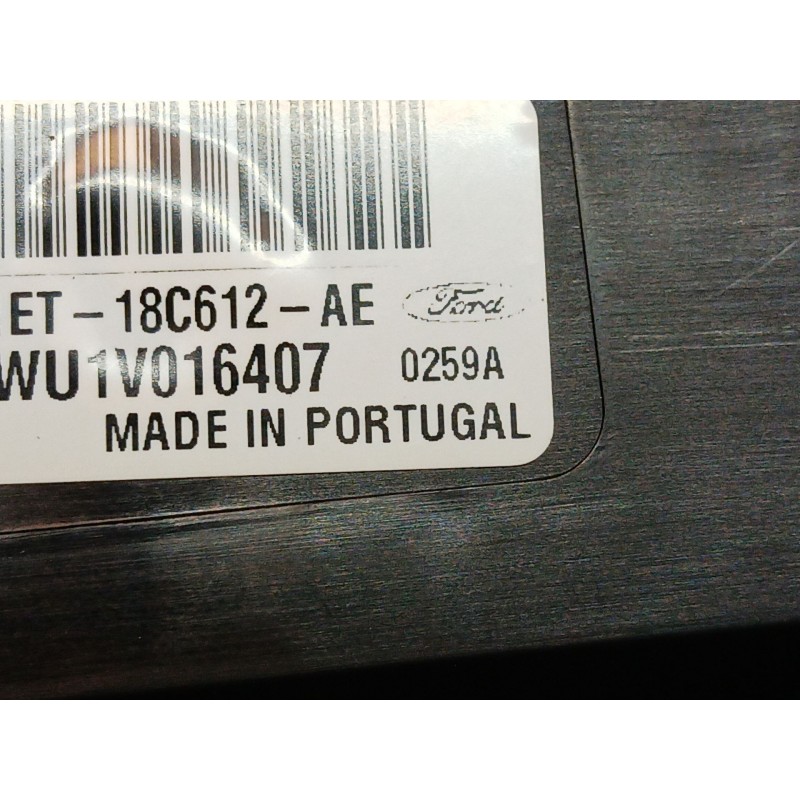 ET-18C612-AE Ford
WU1V016407 0259A
MADE IN PORTUGAL